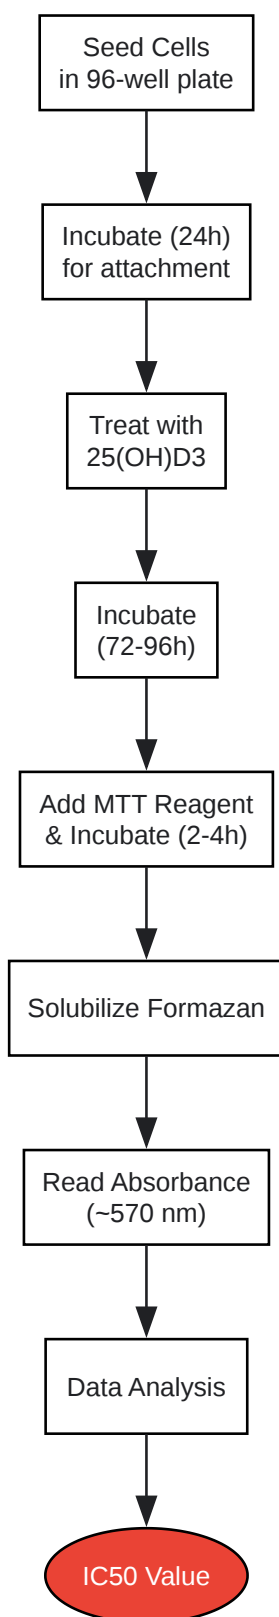 Seed Cells
in 96-well plate
Incubate (24h)
for attachment
Treat with
25(OH)D3
Incubate
(72-96h)
Add MTT Reagent
& Incubate (2-4h)
Solubilize Formazan
Read Absorbance
(~570 nm)
Data Analysis
IC50 Value